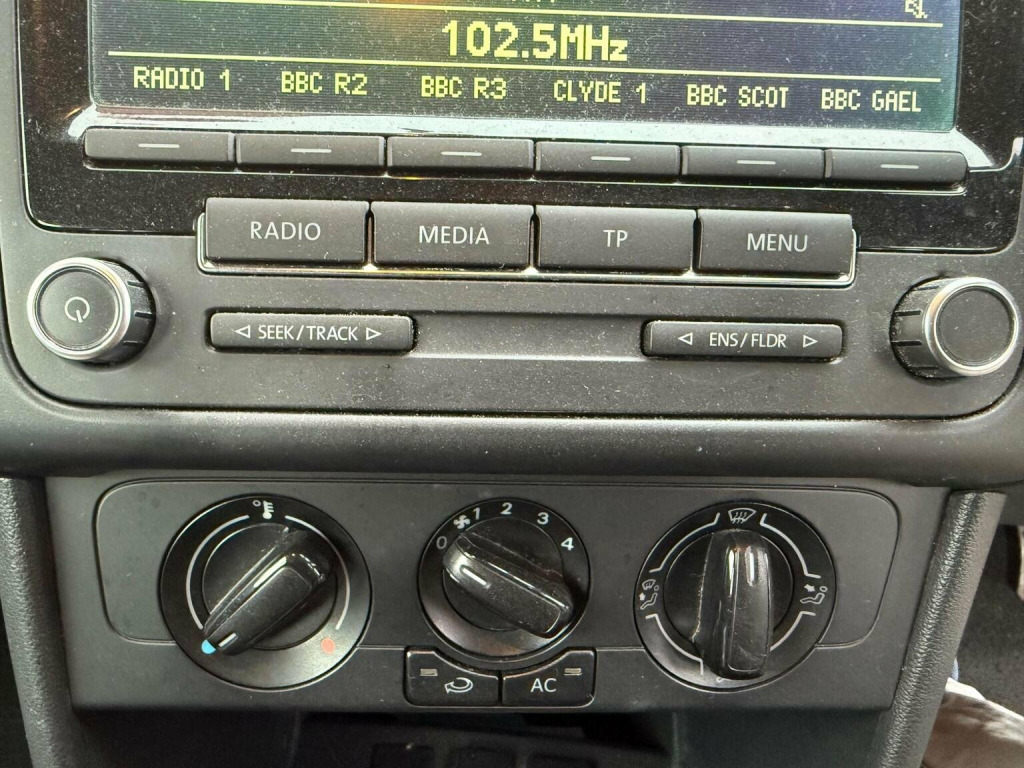 102.5MHz
RADIO 1 BBC R2 BBC R3 CLYDE 1 BBC SCOT BBC GAEL
RADIO MEDIA TP MENU
SEEK/TRACK ENS/FLDR
0 1 2 3 4
AC